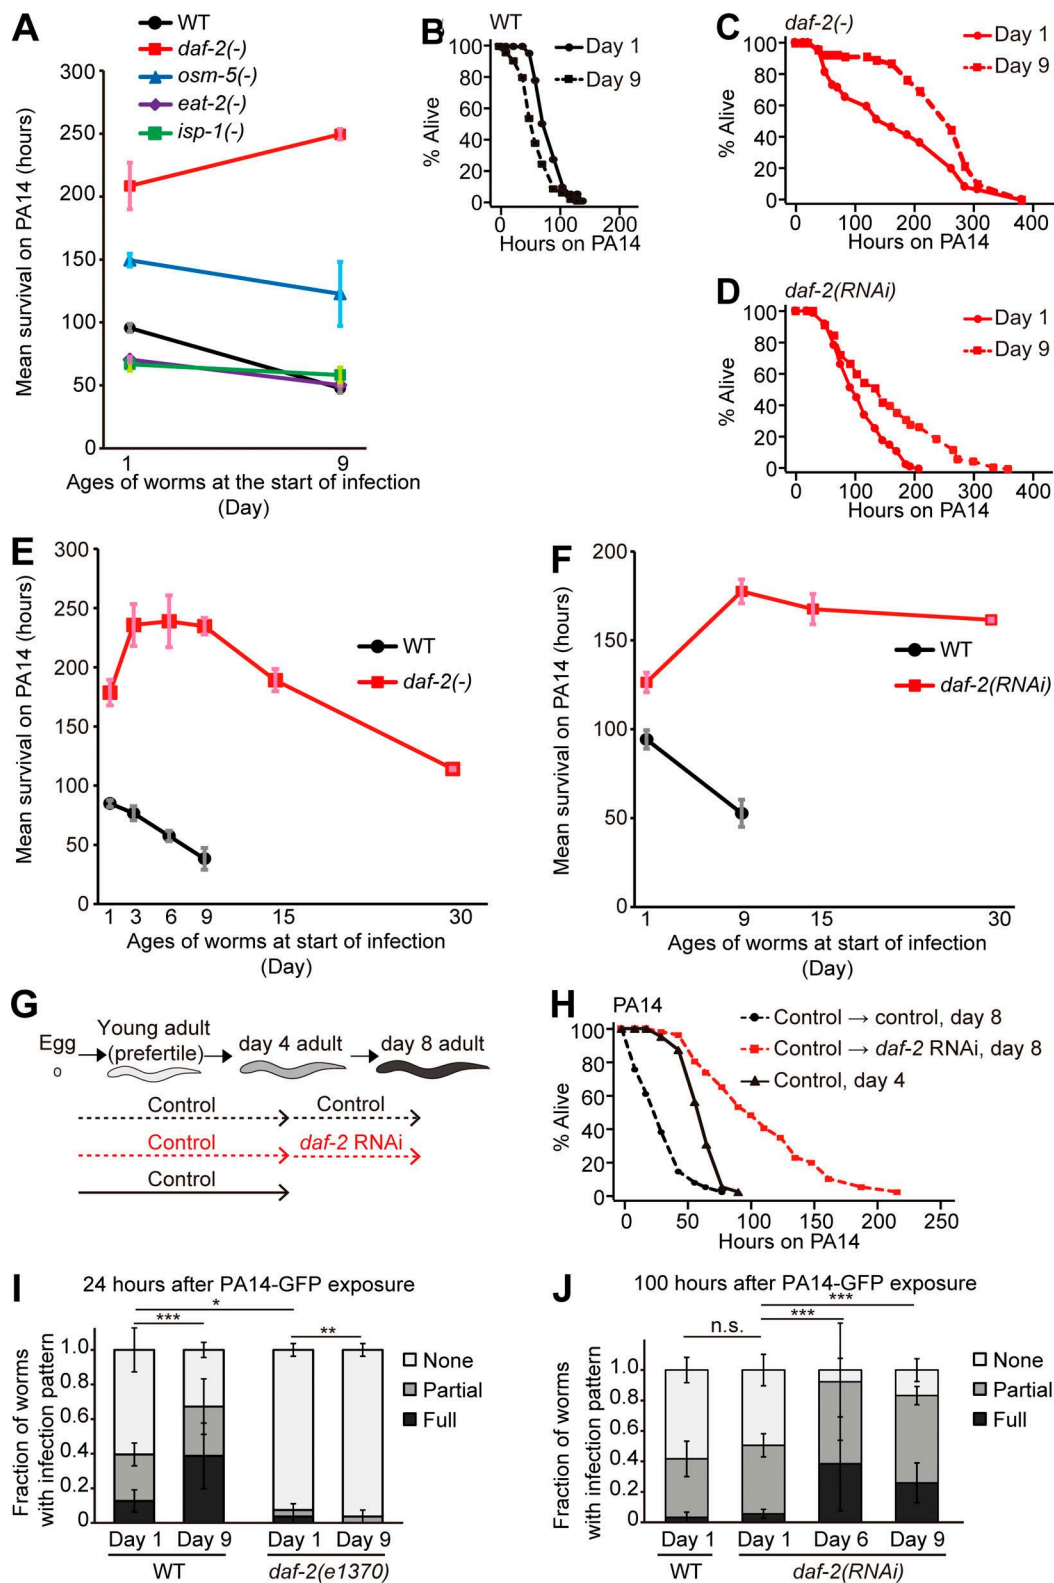 A
WT
daf-2(-)
osm-5(-)
eat-2(-)
isp-1(-)
Mean survival on PA14 (hours)
300
250
200
150
100
50
0
1
9
Ages of worms at the start of infection
(Day)
B
WT
Day 1
Day 9
% Alive
100
80
60
40
20
0
0
100
200
Hours on PA14
C
daf-2(-)
Day 1
Day 9
% Alive
100
80
60
40
20
0
0
100
200
300
400
Hours on PA14
D
daf-2(RNAi)
Day 1
Day 9
% Alive
100
80
60
40
20
0
0
100
200
300
400
Hours on PA14
E
WT
daf-2(-)
Mean survival on PA14 (hours)
300
250
200
150
100
50
0
1
3
6
9
15
30
Ages of worms at start of infection
(Day)
F
WT
daf-2(RNAi)
Mean survival on PA14 (hours)
200
150
100
50
0
1
9
15
30
Ages of worms at start of infection
(Day)
G
Egg
Young adult
(prefertile)
day 4 adult
day 8 adult
Control
Control
Control
daf-2 RNAi
Control
H
PA14
Control → control, day 8
Control → daf-2 RNAi, day 8
Control, day 4
% Alive
100
80
60
40
20
0
0
50
100
150
200
250
Hours on PA14
I
24 hours after PA14-GFP exposure
*
***
**
None
Partial
Full
Fraction of worms
with infection pattern
1.0
0.8
0.6
0.4
0.2
0
Day 1
Day 9
Day 1
Day 9
WT
daf-2(e1370)
J
100 hours after PA14-GFP exposure
***
n.s.
***
None
Partial
Full
Fraction of worms
with infection pattern
1.0
0.8
0.6
0.4
0.2
0
Day 1
Day 1
Day 6
Day 9
WT
daf-2(RNAi)